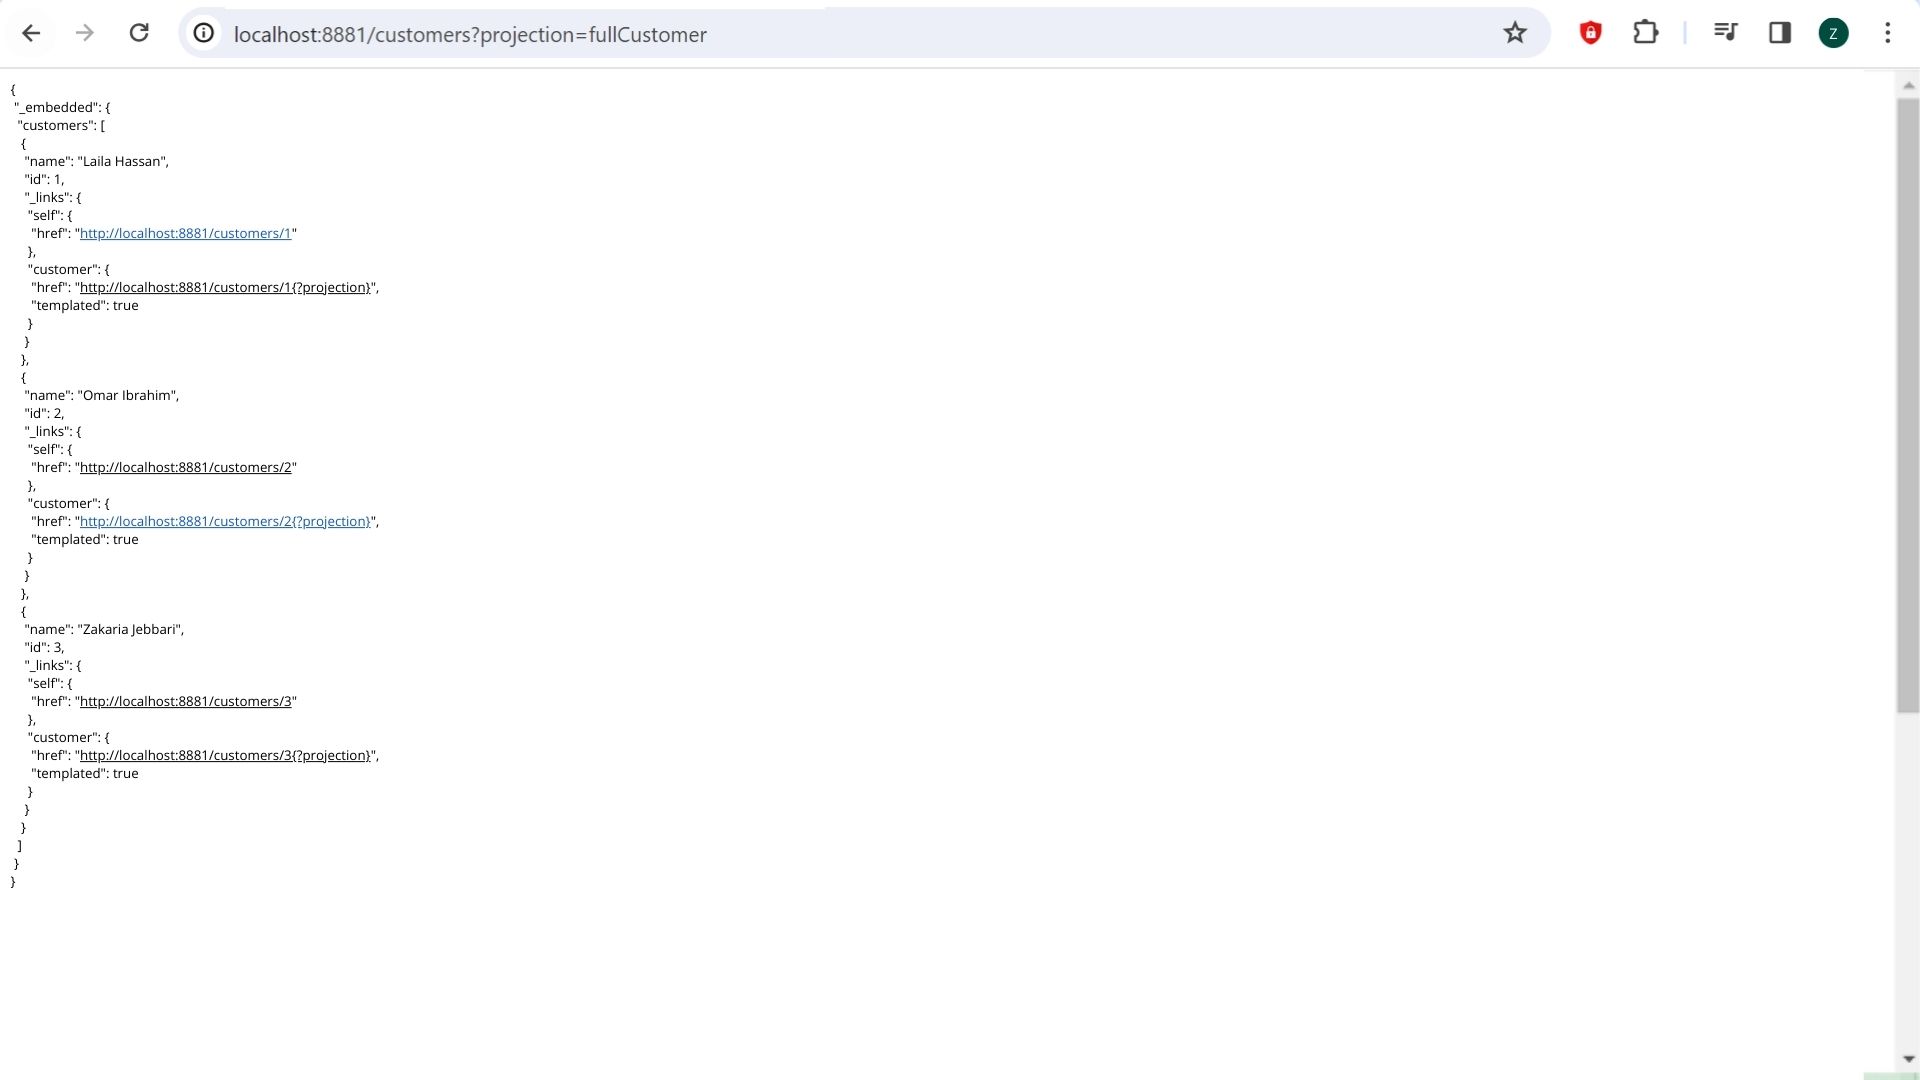 localhost:8881/customers?projection=fullCustomer
Z
{
"_embedded": {
"customers": [
{
"name": "Laila Hassan",
"id": 1,
"_links": {
"self": {
"href": "http://localhost:8881/customers/1"
},
"customer": {
"href": "http://localhost:8881/customers/1{?projection}",
"templated": true
}
}
},
{
"name": "Omar Ibrahim",
"id": 2,
"_links": {
"self": {
"href": "http://localhost:8881/customers/2"
},
"customer": {
"href": "http://localhost:8881/customers/2{?projection}",
"templated": true
}
}
},
{
"name": "Zakaria Jebbari",
"id": 3,
"_links": {
"self": {
"href": "http://localhost:8881/customers/3"
},
"customer": {
"href": "http://localhost:8881/customers/3{?projection}",
"templated": true
}
}
}
]
}
}